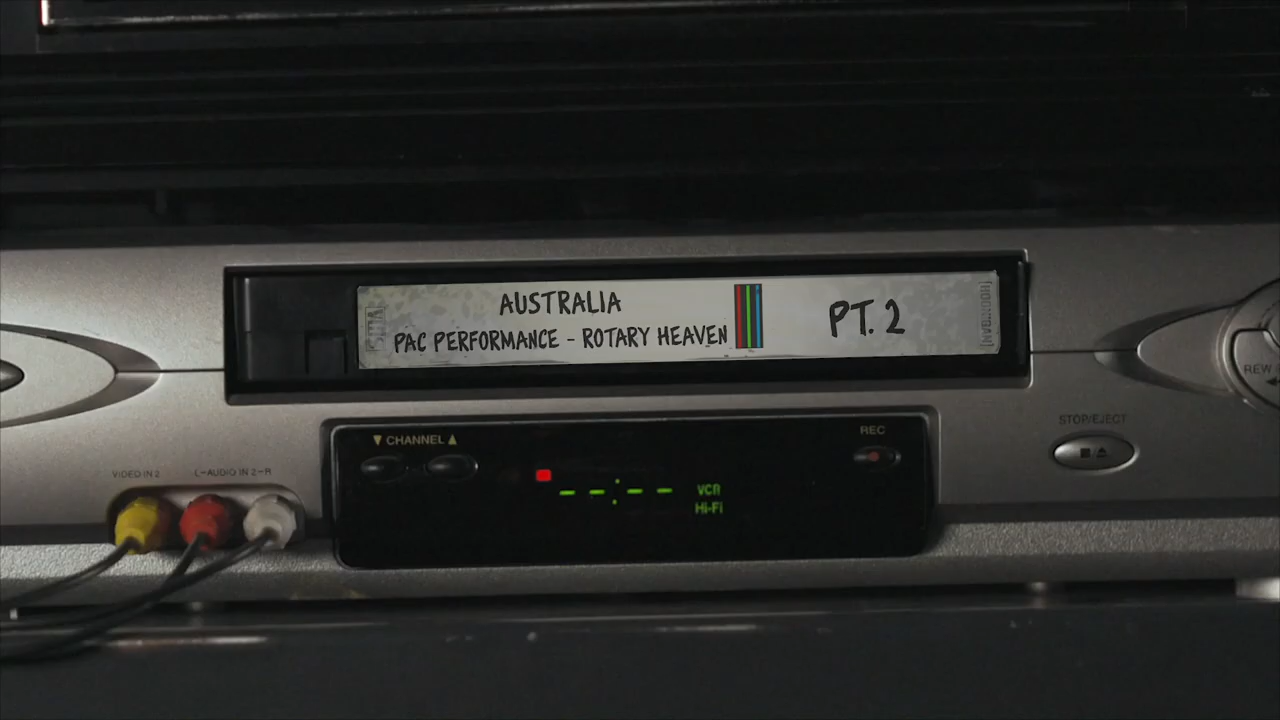 AUSTRALIA
PAC PERFORMANCE - ROTARY HEAVEN
PT. 2
▼ CHANNEL ▲
REC
STOP/EJECT
REW
VIDEO IN 2
L-AUDIO IN 2-R
--:--
VCR
Hi-Fi